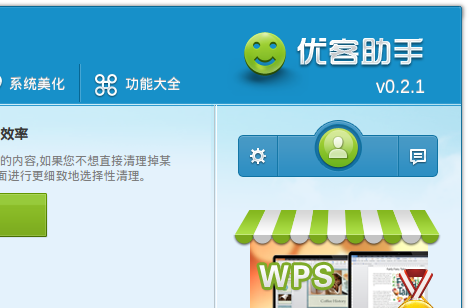 优客助手
v0.2.1
系统美化
功能大全
效率
的内容,如果您不想直接清理掉某
面进行更细致地选择性清理。
WPS